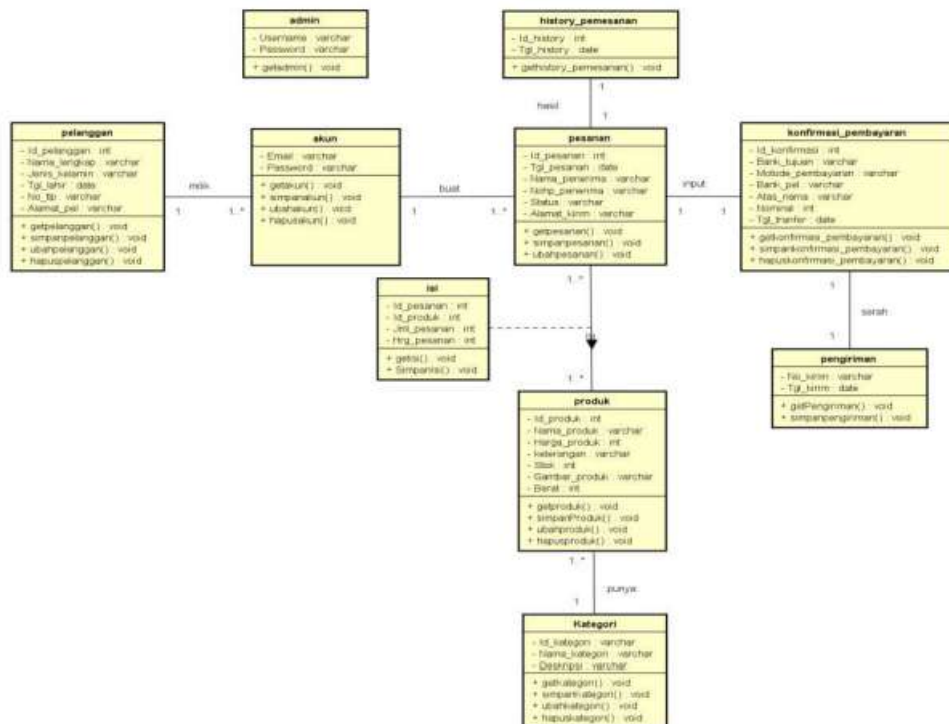 admin
- Username : varchar
- Password : varchar
+ getadmin() : void
history_pemesanan
- Id_history : int
- Tgl_history : date
+ gethistory_pemesanan() : void
1
hasil
1
pelanggan
- Id_pelanggan : int
- Nama_lengkap : varchar
- Jenis_kelamin : varchar
- Tgl_lahir : date
- No_tlp : varchar
- Alamat_pel : varchar
+ getpelanggan() : void
+ simpanpelanggan() : void
+ ubahpelanggan() : void
+ hapuspelanggan() : void
milik
1
1..*
akun
- Email : varchar
- Password : varchar
+ getakun() : void
+ simpanakun() : void
+ ubahakun() : void
+ hapusakun() : void
buat
1
1..*
pesanan
- Id_pesanan : int
- Tgl_pesanan : date
- Nama_penerima : varchar
- Nohp_penerima : varchar
- Status : varchar
- Alamat_kirim : varchar
+ getpesanan() : void
+ simpanpesanan() : void
+ ubahpesanan() : void
input
1
1
konfirmasi_pembayaran
- Id_konfirmasi : int
- Bank_tujuan : varchar
- Metode_pembayaran : varchar
- Bank_pel : varchar
- Atas_nama : varchar
- Nominal : int
- Tgl_tranfer : date
+ getkonfirmasi_pembayaran() : void
+ simpankonfirmasi_pembayaran() : void
+ hapuskonfirmasi_pembayaran() : void
1..*
1
serah
1
isi
- Id_pesanan : int
- Id_produk : int
- Jml_pesanan : int
- Hrg_pesanan : int
+ getisi() : void
+ Simpanisi() : void
1..*
pengiriman
- No_kirim : varchar
- Tgl_kirim : date
+ getPengiriman() : void
+ simpanpengiriman() : void
produk
- Id_produk : int
- Nama_produk : varchar
- Harga_produk : int
- keterangan : varchar
- Stok : int
- Gambar_produk : varchar
- Berat : int
+ getproduk() : void
+ simpanProduk() : void
+ ubahproduk() : void
+ hapusproduk() : void
1..*
punya
1
Kategori
- Id_kategori : varchar
- Nama_kategori : varchar
- Deskripsi : varchar
+ getkategori() : void
+ simpankategori() : void
+ ubahkategori() : void
+ hapuskategori() : void